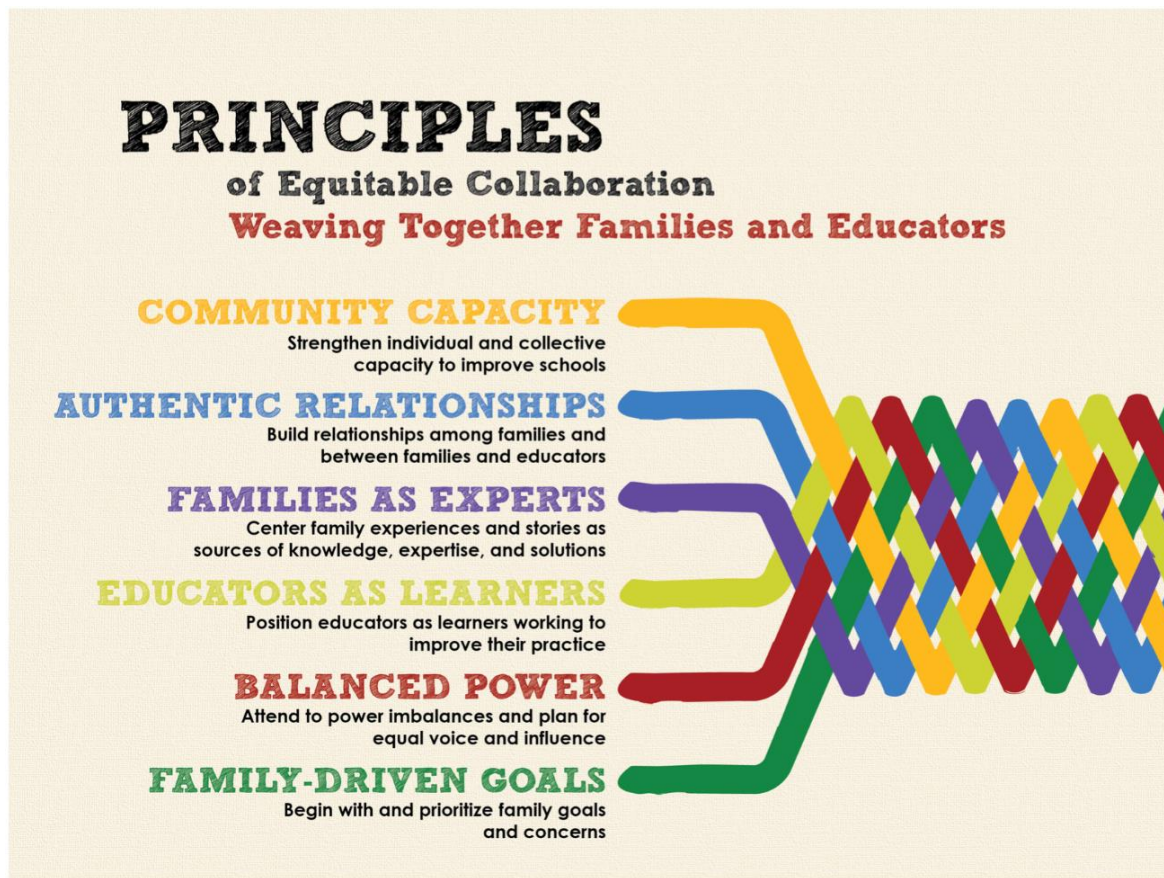 PRINCIPLES
of Equitable Collaboration
Weaving Together Families and Educators
COMMUNITY CAPACITY
Strengthen individual and collective
capacity to improve schools
AUTHENTIC RELATIONSHIPS
Build relationships among families and
between families and educators
FAMILIES AS EXPERTS
Center family experiences and stories as
sources of knowledge, expertise, and solutions
EDUCATORS AS LEARNERS
Position educators as learners working to
improve their practice
BALANCED POWER
Attend to power imbalances and plan for
equal voice and influence
FAMILY-DRIVEN GOALS
Begin with and prioritize family goals
and concerns